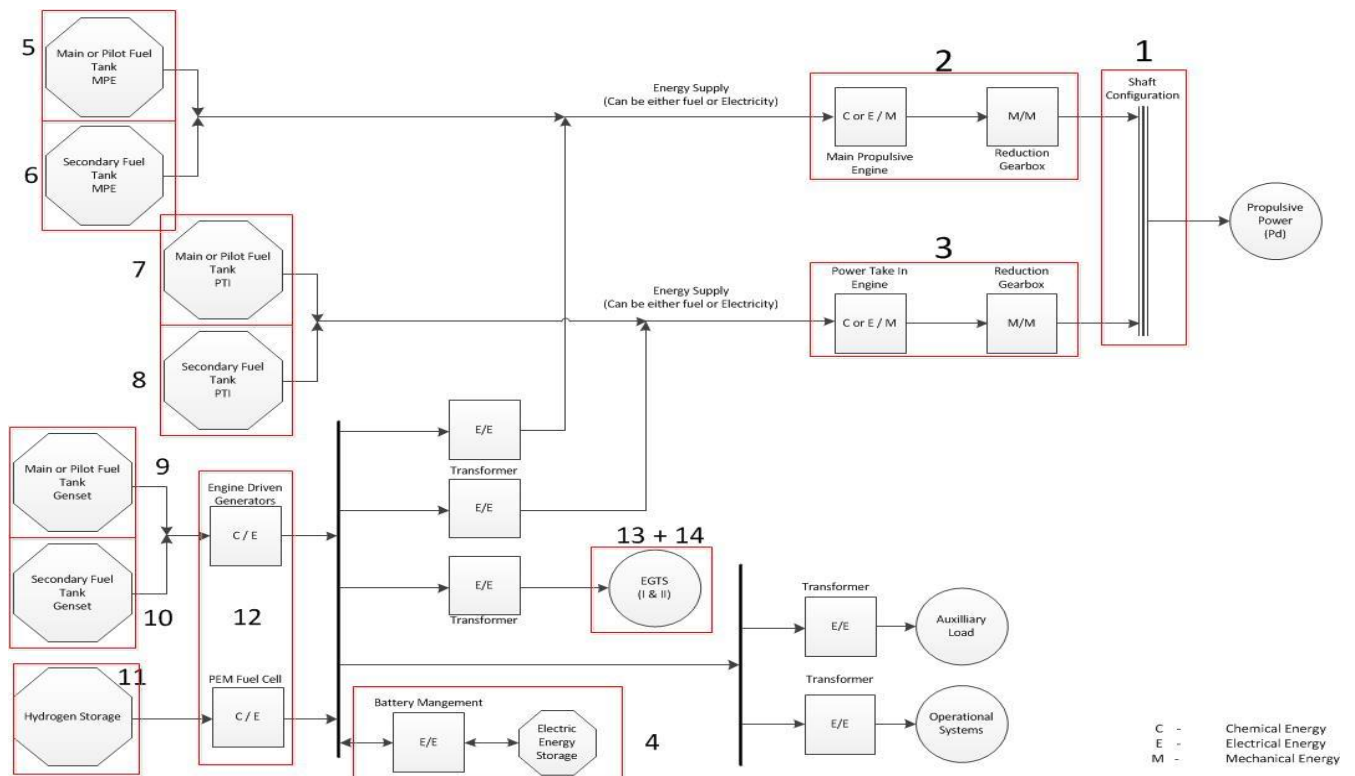 5
Main or Pilot Fuel
Tank
MPE
6
Secondary Fuel
Tank
MPE
Energy Supply
(Can be either fuel or Electricity)
2
C or E / M
Main Propulsive
Engine
M/M
Reduction
Gearbox
1
Shaft
Configuration
Propulsive
Power
(Pd)
7
Main or Pilot Fuel
Tank
PTI
8
Secondary Fuel
Tank
PTI
Energy Supply
(Can be either fuel or Electricity)
3
Power Take In
Engine
C or E / M
Reduction
Gearbox
M/M
9
Main or Pilot Fuel
Tank
Genset
10
Secondary Fuel
Tank
Genset
11
Hydrogen Storage
Engine Driven
Generators
C / E
12
PEM Fuel Cell
C / E
E/E
Transformer
E/E
E/E
Transformer
13 + 14
EGTS
(I & II)
Battery Mangement
E/E
Electric
Energy
Storage
4
Transformer
E/E
Auxilliary
Load
Transformer
E/E
Operational
Systems
C - Chemical Energy
E - Electrical Energy
M - Mechanical Energy